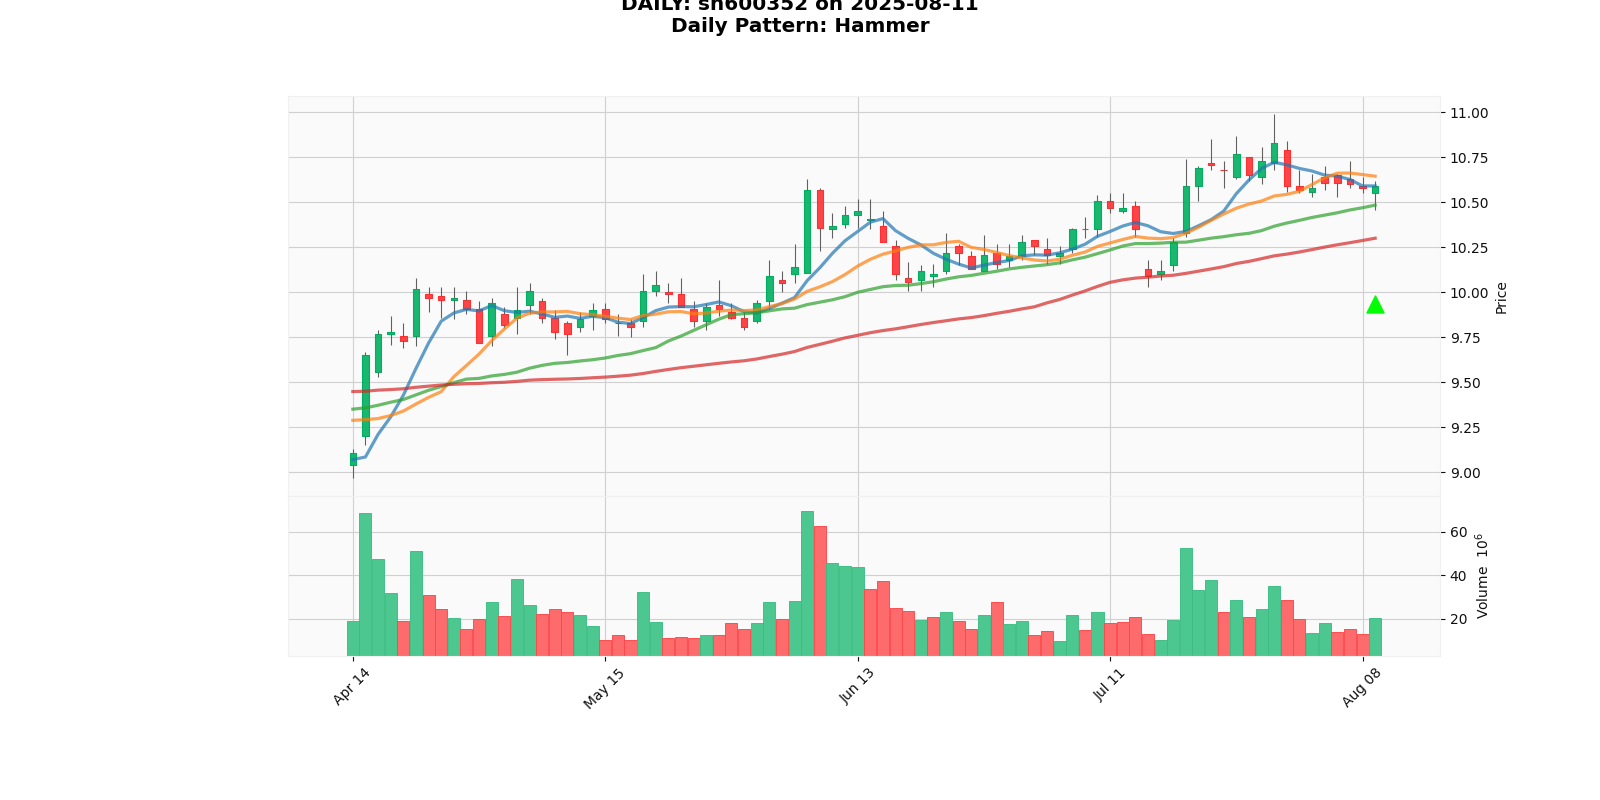 DAILY: sh600352 on 2025-08-11
Daily Pattern: Hammer
11.00
10.75
10.50
10.25
10.00
9.75
9.50
9.25
9.00
Price
60
40
20
Volume 10⁶
Apr 14
May 15
Jun 13
Jul 11
Aug 08